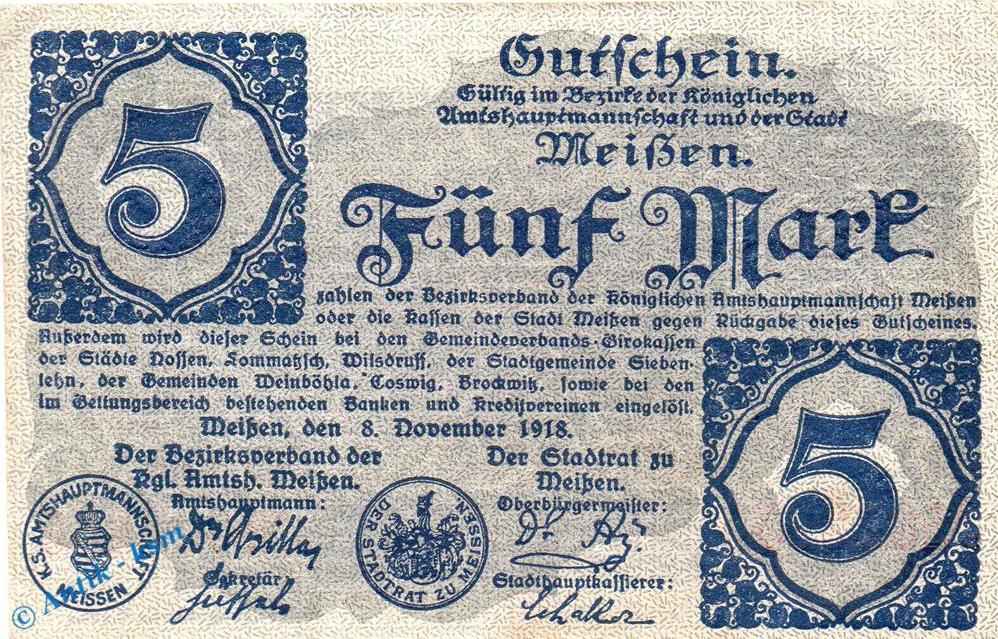 5
Gutschein.
Gültig im Bezirke der Königlichen
Amtshauptmannschaft und der Stadt
Meißen.
Fünf Mark
zahlen der Bezirksverband der Königlichen Amtshauptmannschaft Meißen
oder die Kassen der Stadt Meißen gegen Rückgabe dieses Gutscheines.
Außerdem wird dieser Schein bei den Gemeindeverbands-Girokassen
der Städte Nossen, Lommatzsch, Wilsdruff, der Stadtgemeinde Sieben-
lehn, der Gemeinden Weinböhla, Coswig, Brockwitz, sowie bei den
im Geltungsbereich bestehenden Banken und Kreditvereinen eingelöst.
Meißen, den 8. November 1918.
Der Bezirksverband der
Kgl. Amtsh. Meißen.
Amtshauptmann:
Sekretär
Der Stadtrat zu
Meißen.
Oberbürgermeister:
Dr. Ay.
Stadthauptkassierer:
5
K.S. AMTSHAUPTMANNSCHAFT
MEISSEN
DER STADTRAT ZU MEISSEN
© Antik - ksm